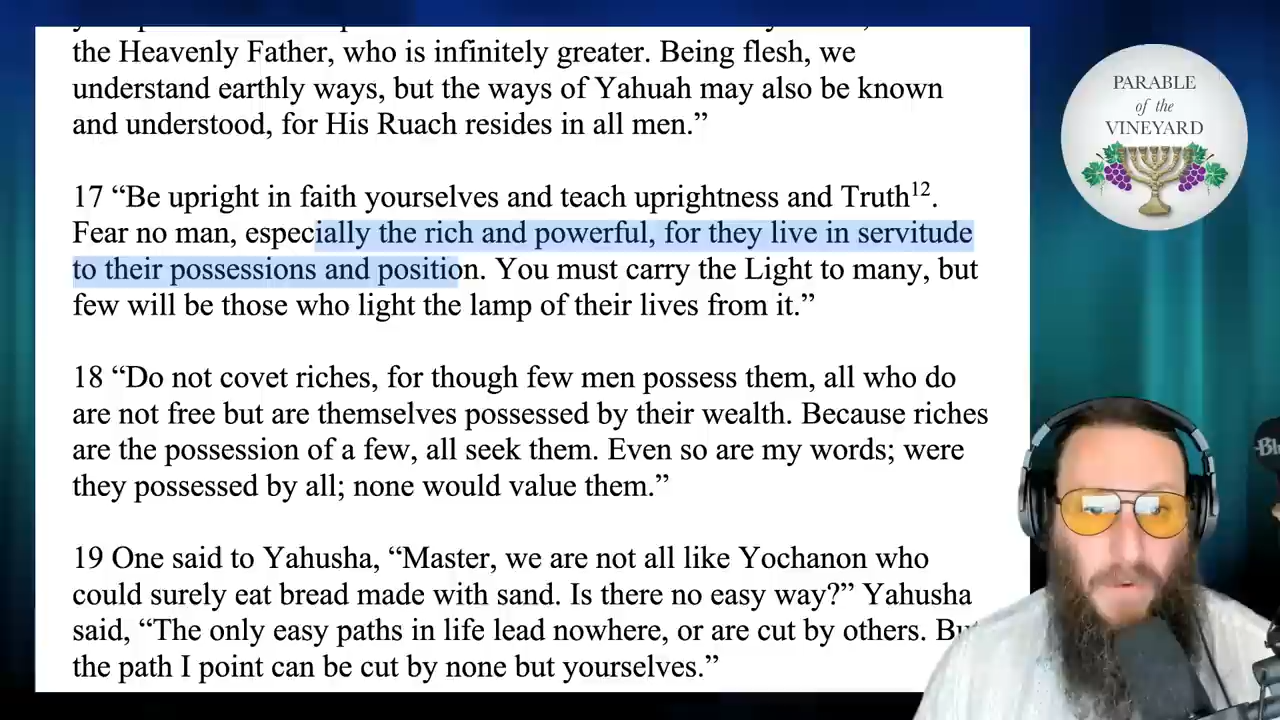 the Heavenly Father, who is infinitely greater. Being flesh, we
understand earthly ways, but the ways of Yahuah may also be known
and understood, for His Ruach resides in all men.”
17 “Be upright in faith yourselves and teach uprightness and Truth12.
Fear no man, especially the rich and powerful, for they live in servitude
to their possessions and position. You must carry the Light to many, but
few will be those who light the lamp of their lives from it.”
18 “Do not covet riches, for though few men possess them, all who do
are not free but are themselves possessed by their wealth. Because riches
are the possession of a few, all seek them. Even so are my words; were
they possessed by all; none would value them.”
19 One said to Yahusha, “Master, we are not all like Yochanon who
could surely eat bread made with sand. Is there no easy way?” Yahusha
said, “The only easy paths in life lead nowhere, or are cut by others. But
the path I point can be cut by none but yourselves.”
PARABLE
of the
VINEYARD